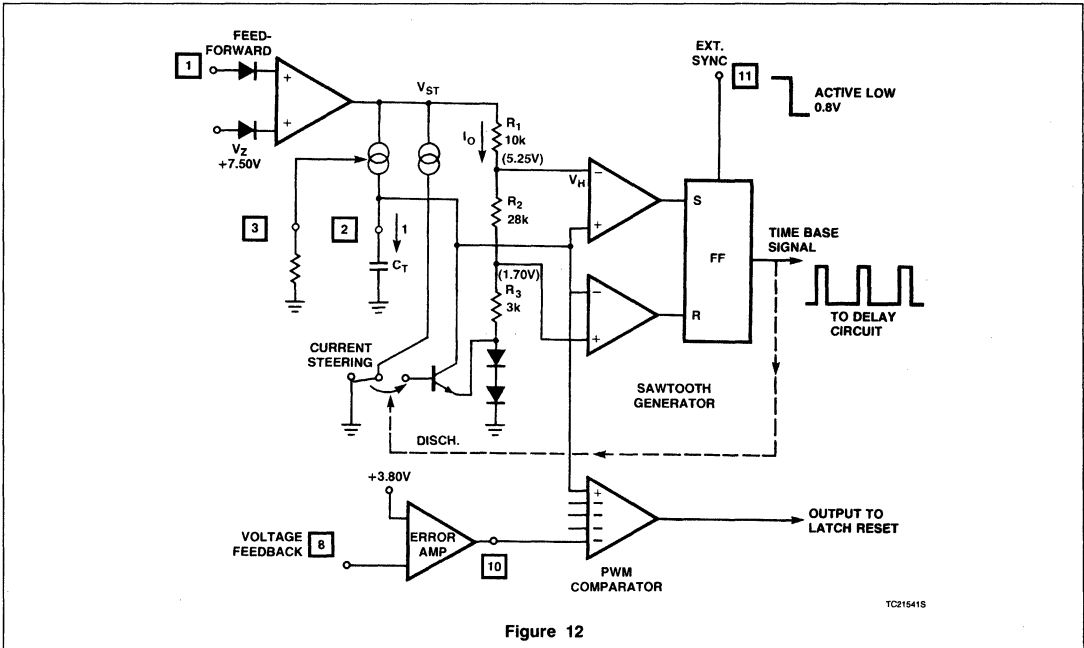 FEED-
FORWARD
1
+
+
V_Z
+7.50V
V_ST
I_O
R_1
10k
(5.25V)
V_H
R_2
28k
(1.70V)
R_3
3k
3
2
1
C_T
CURRENT
STEERING
DISCH.
EXT.
SYNC
11
ACTIVE LOW
0.8V
−
+
−
+
S
FF
R
TIME BASE
SIGNAL
TO DELAY
CIRCUIT
SAWTOOTH
GENERATOR
+3.80V
VOLTAGE
FEEDBACK
8
ERROR
AMP
10
+
−
−
−
−
PWM
COMPARATOR
OUTPUT TO
LATCH RESET
TC21541S
Figure 12